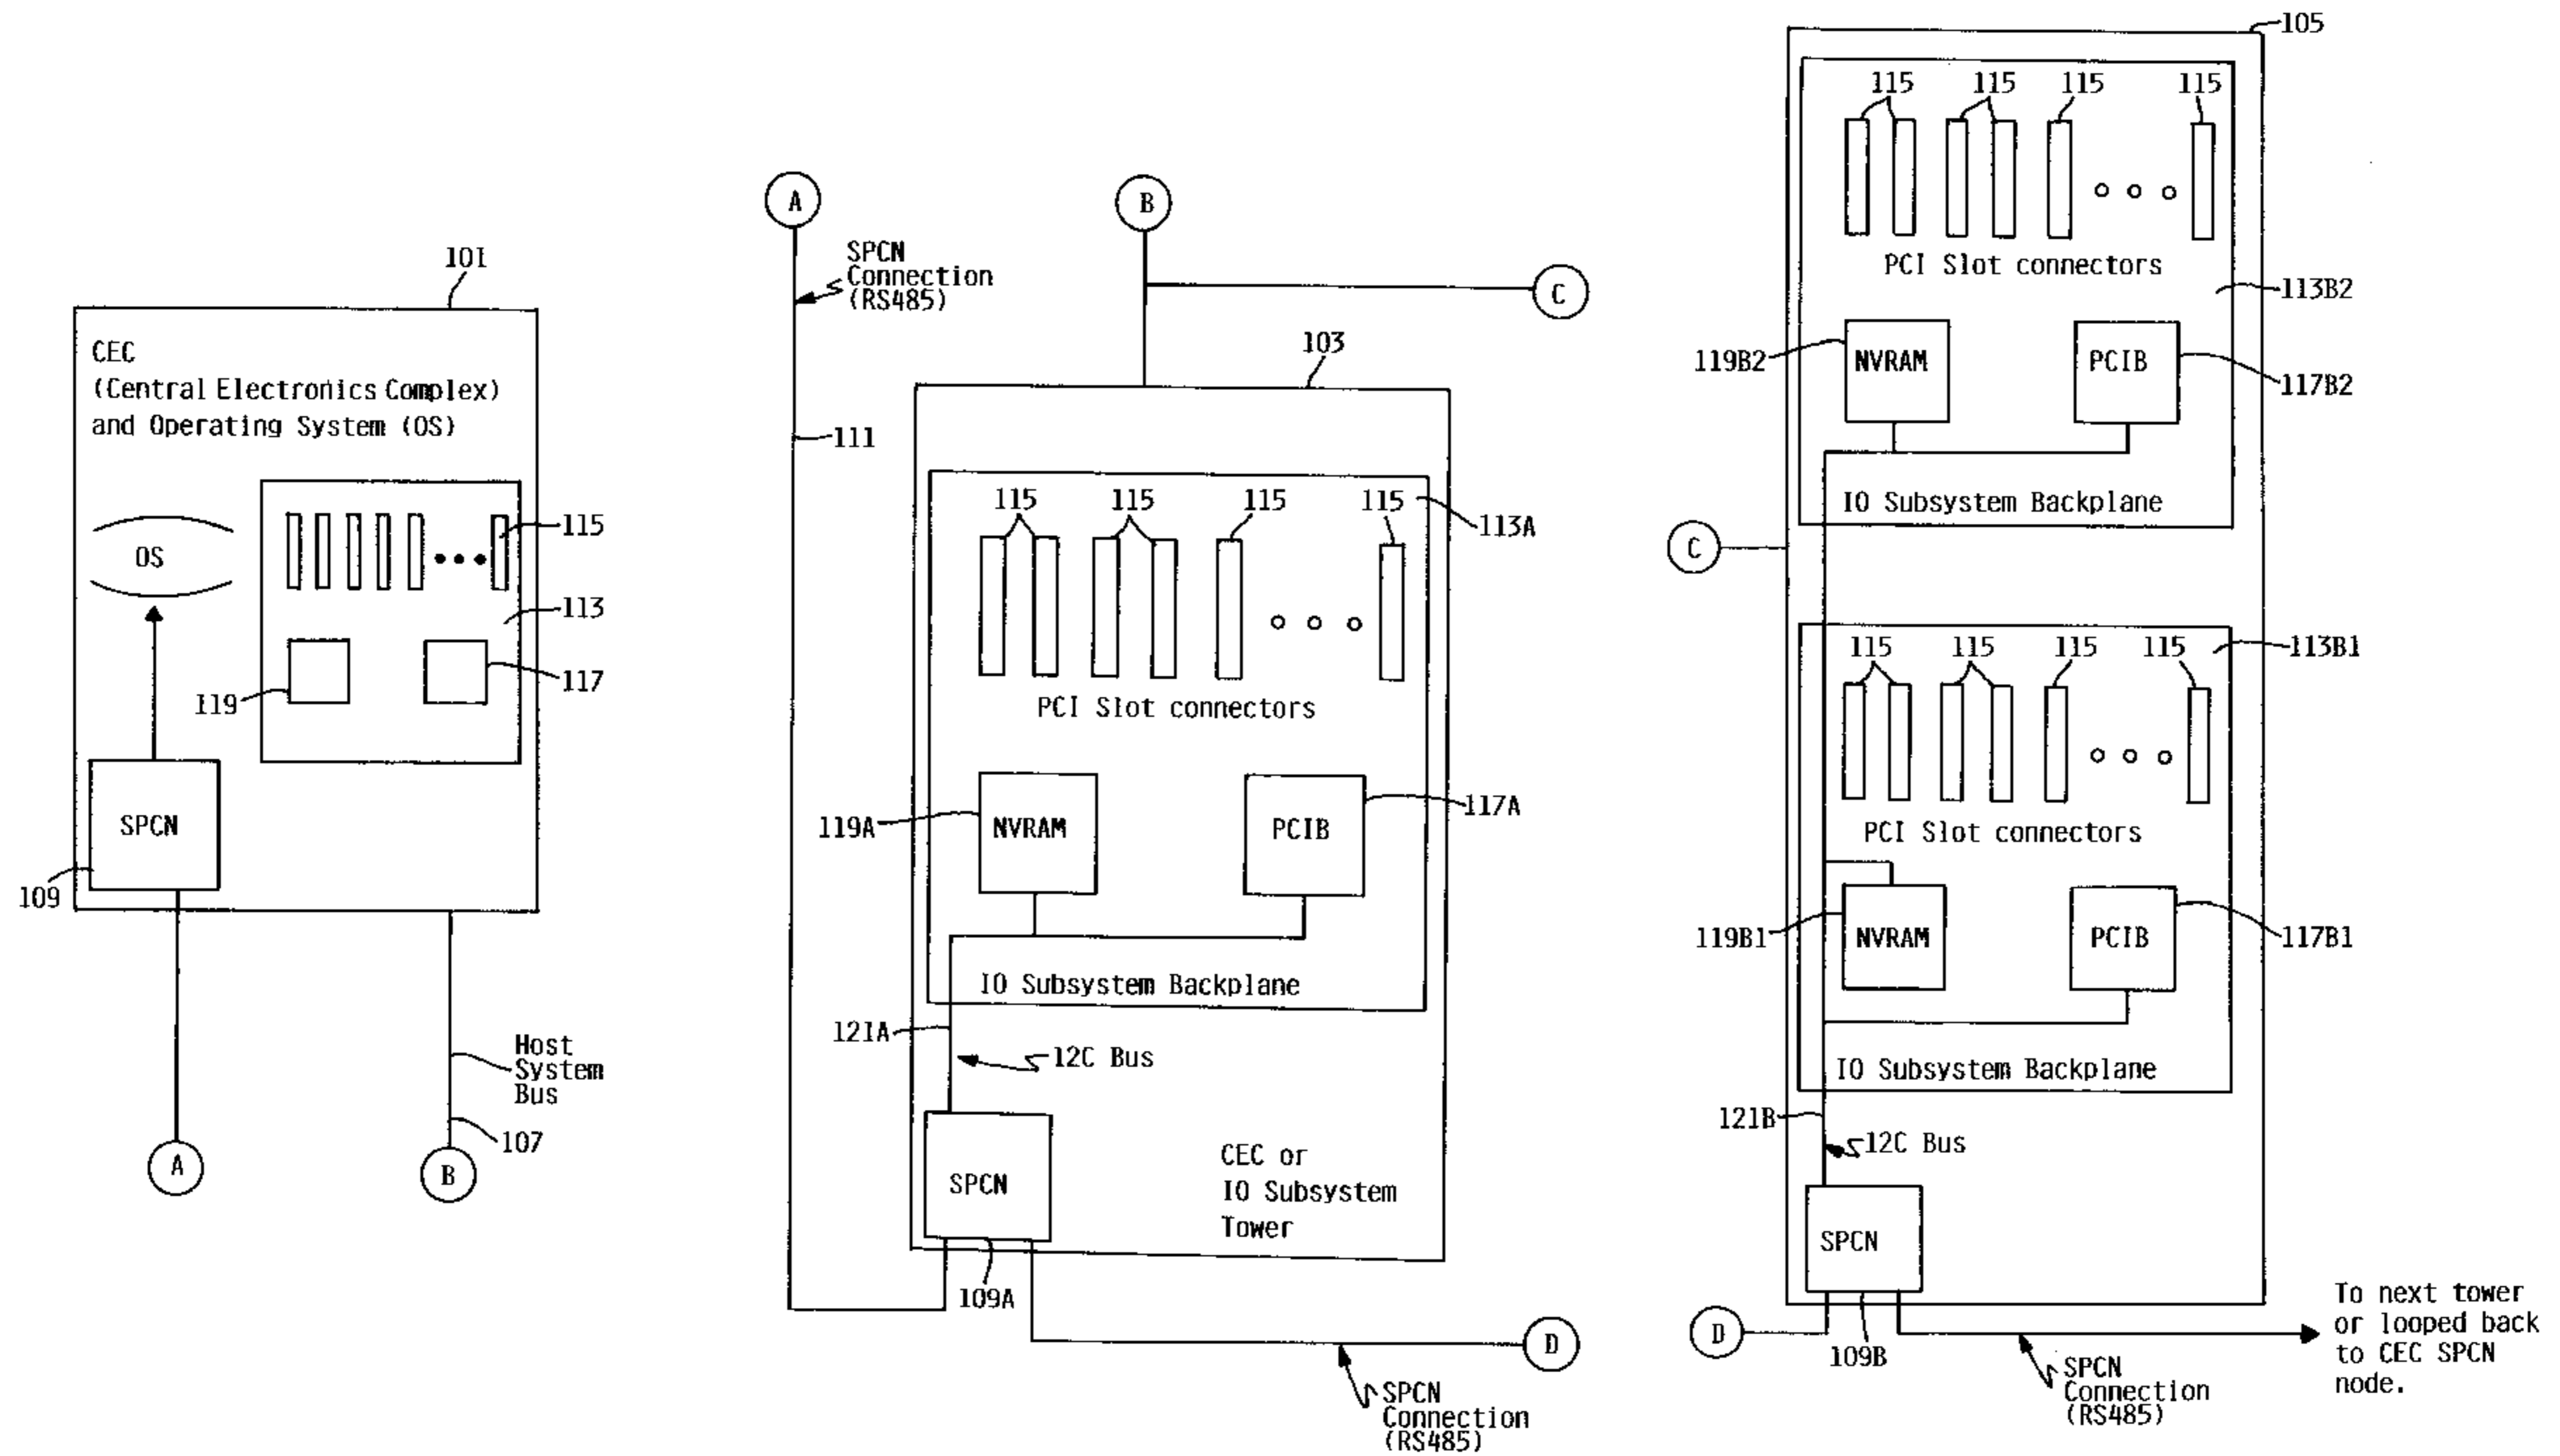 101
CEC
(Central Electronics Complex)
and Operating System (OS)
OS
115
113
119
117
SPCN
109
Host
System
Bus
107
A
B
A
SPCN
Connection
(RS485)
B
C
111
103
115
115
115
115
113A
PCI Slot connectors
119A
NVRAM
PCIB
117A
IO Subsystem Backplane
121A
12C Bus
SPCN
CEC or
IO Subsystem
Tower
109A
D
SPCN
Connection
(RS485)
105
115
115
115
115
PCI Slot connectors
113B2
119B2
NVRAM
PCIB
117B2
IO Subsystem Backplane
C
115
115
115
115
113B1
PCI Slot connectors
119B1
NVRAM
PCIB
117B1
IO Subsystem Backplane
121B
12C Bus
SPCN
D
109B
SPCN
Connection
(RS485)
To next tower
or looped back
to CEC SPCN
node.